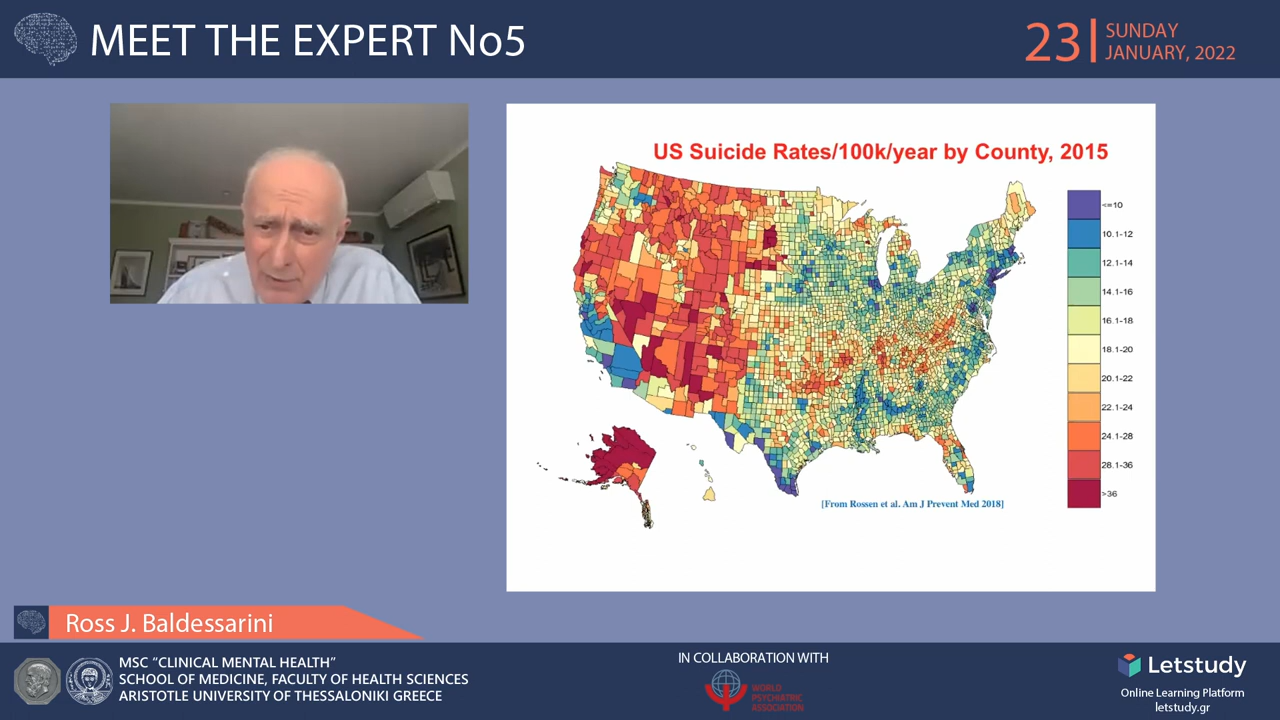 MEET THE EXPERT No5
23
SUNDAY
JANUARY, 2022
US Suicide Rates/100k/year by County, 2015
<=10
10.1-12
12.1-14
14.1-16
16.1-18
18.1-20
20.1-22
22.1-24
24.1-28
28.1-36
>36
[From Rossen et al. Am J Prevent Med 2018]
Ross J. Baldessarini
MSC “CLINICAL MENTAL HEALTH”
SCHOOL OF MEDICINE, FACULTY OF HEALTH SCIENCES
ARISTOTLE UNIVERSITY OF THESSALONIKI GREECE
IN COLLABORATION WITH
WORLD
PSYCHIATRIC
ASSOCIATION
Letstudy
Online Learning Platform
letstudy.gr